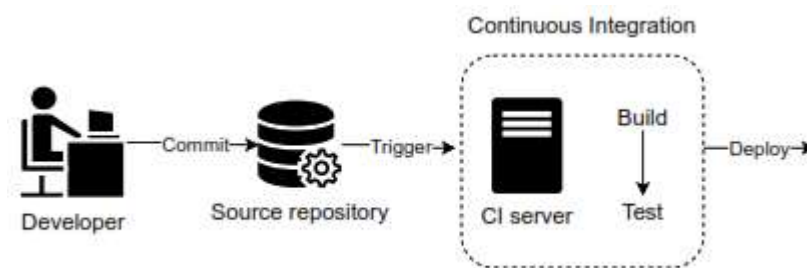 Continuous Integration
Commit
Trigger
Build
Deploy
Developer
Source repository
CI server
Test